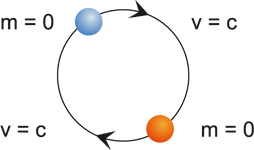 m = 0
v = c
v = c
m = 0